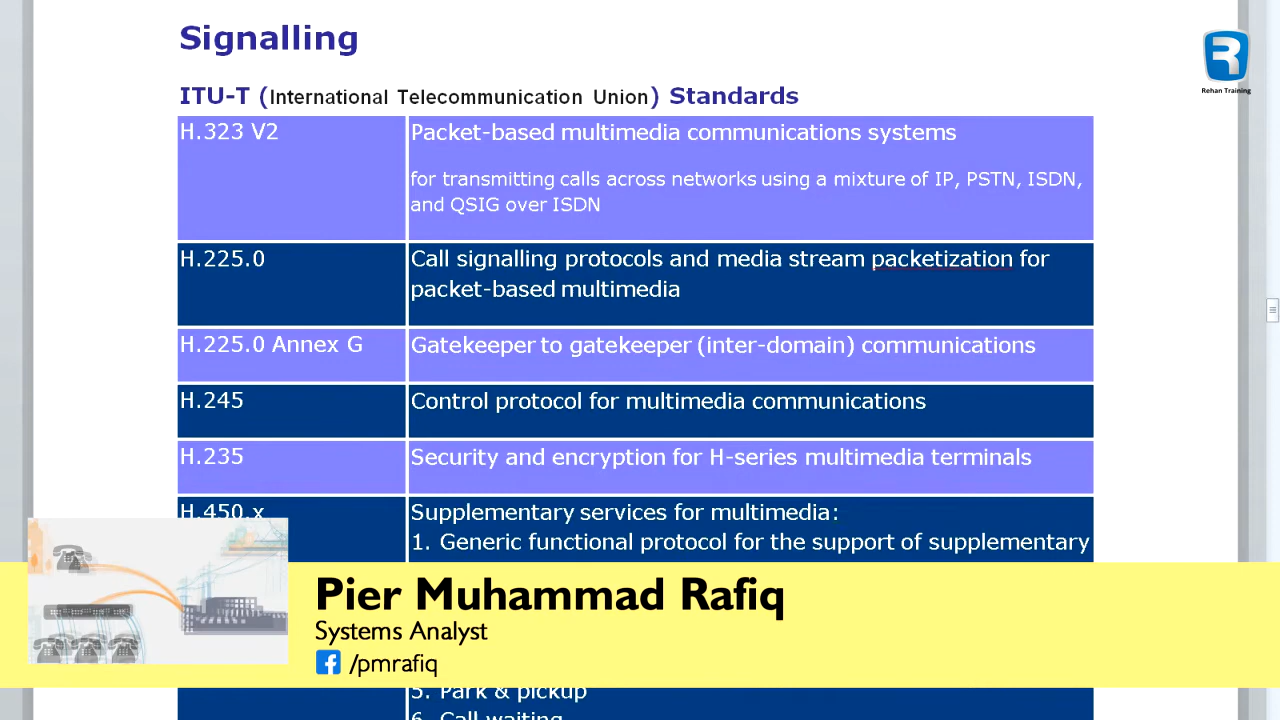 Signalling
Rehan Training
ITU-T (International Telecommunication Union) Standards
H.323 V2
Packet-based multimedia communications systems
for transmitting calls across networks using a mixture of IP, PSTN, ISDN,
and QSIG over ISDN
H.225.0
Call signalling protocols and media stream packetization for
packet-based multimedia
H.225.0 Annex G
Gatekeeper to gatekeeper (inter-domain) communications
H.245
Control protocol for multimedia communications
H.235
Security and encryption for H-series multimedia terminals
H.450.x
Supplementary services for multimedia:
1. Generic functional protocol for the support of supplementary
Pier Muhammad Rafiq
Systems Analyst
/pmrafiq
5. Park & pickup
6. Call waiting